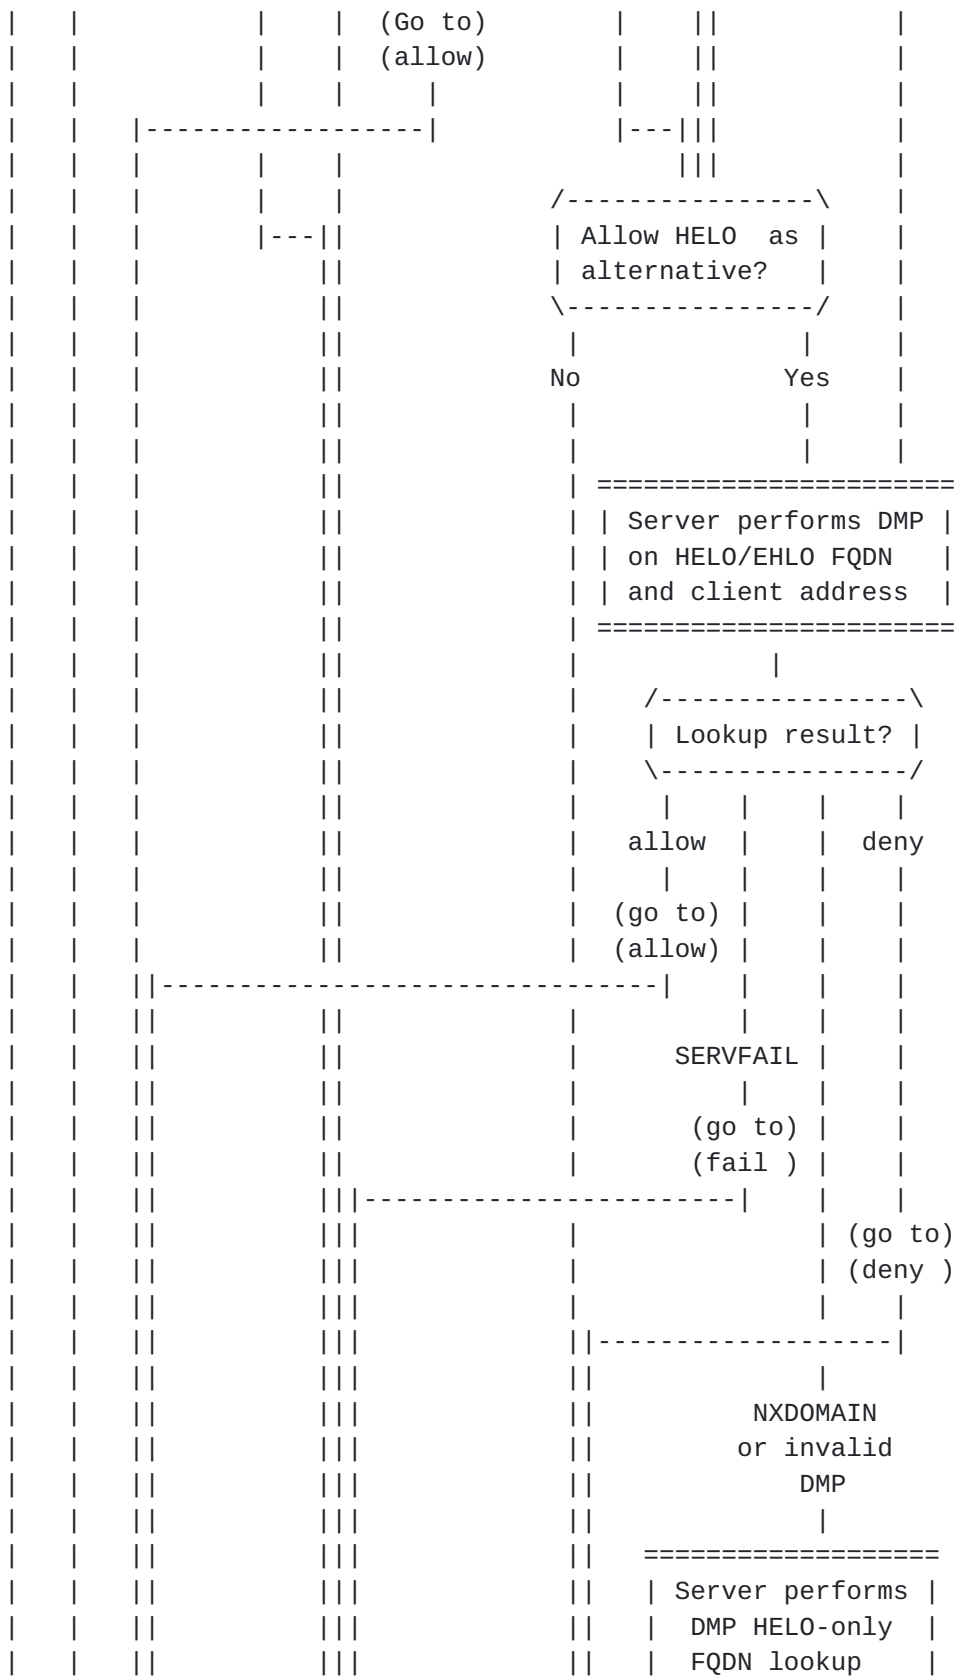 (Go to)
(allow)
Allow HELO  as
alternative?
No Yes
Server performs DMP
on HELO/EHLO FQDN
and client address
Lookup result?
allow deny
(go to)
(allow)
SERVFAIL
(go to)
(fail )
(go to)
(deny )
NXDOMAIN
or invalid
DMP
Server performs
DMP HELO-only
FQDN lookup